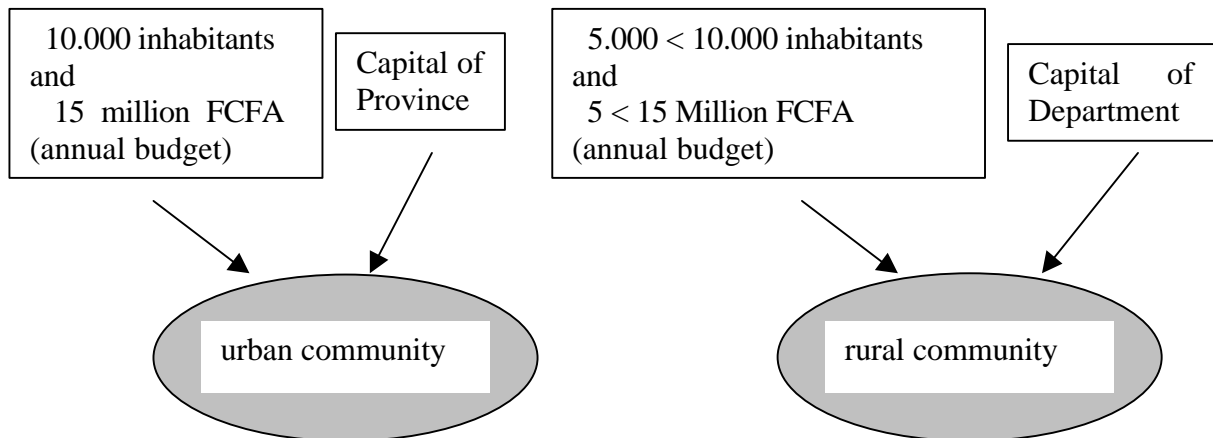 10.000 inhabitants
and
15 million FCFA
(annual budget)
Capital of
Province
5.000 < 10.000 inhabitants
and
5 < 15 Million FCFA
(annual budget)
Capital of
Department
urban community
rural community